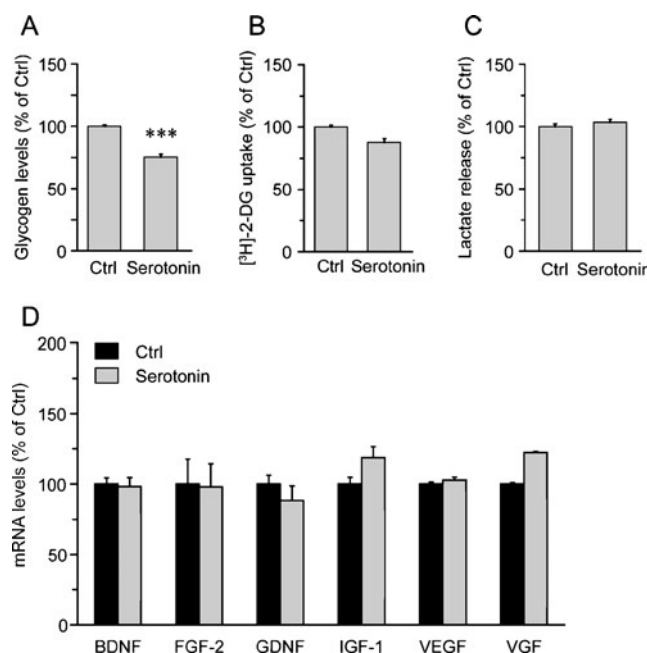 A
Glycogen levels (% of Ctrl)
150
100
75
50
0
***
Ctrl Serotonin
B
[³H]-2-DG uptake (% of Ctrl)
150
100
50
0
Ctrl Serotonin
C
Lactate release (% of Ctrl)
150
100
50
0
Ctrl Serotonin
D
mRNA levels (% of Ctrl)
200
150
100
50
0
Ctrl
Serotonin
BDNF FGF-2 GDNF IGF-1 VEGF VGF